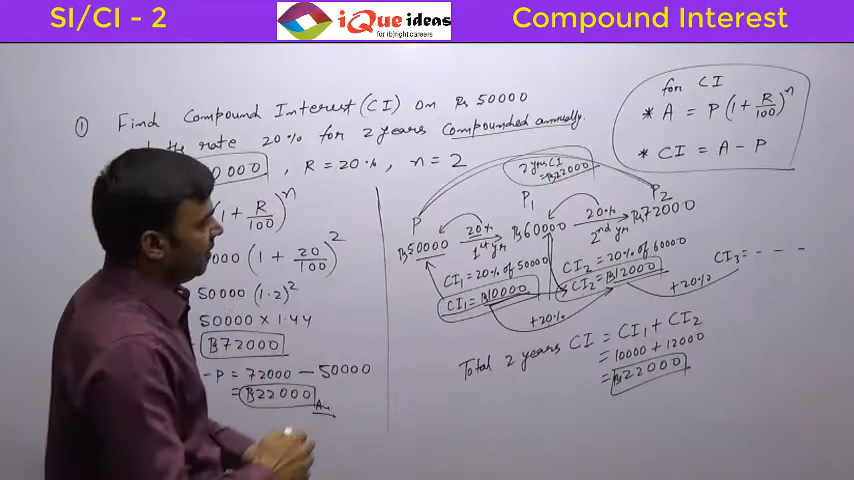 SI/CI - 2
iQue ideas
for (b)right careers
Compound Interest
① Find Compound Interest (CI) on ₨ 50000
the rate 20% for 2 years Compounded annually.
0000, R = 20%, n = 2
1 + R/100)^n
000 (1 + 20/100)^2
50000 (1.2)^2
50000 × 1.44
₨72000
- P = 72000 - 50000
= ₨22000
Ans
for CI
* A = P(1 + R/100)^n
* CI = A - P
2 yrs CI
= ₨22000
P P1 P2
₨50000 20% 1st yr ₨60000 20% 2nd yr ₨72000
CI1 = 20% of 50000
CI1 = ₨10000
CI2 = 20% of 60000
CI2 = ₨12000
CI3 = - - -
+20% +20%
Total 2 years CI = CI1 + CI2
= 10000 + 12000
= ₨22000